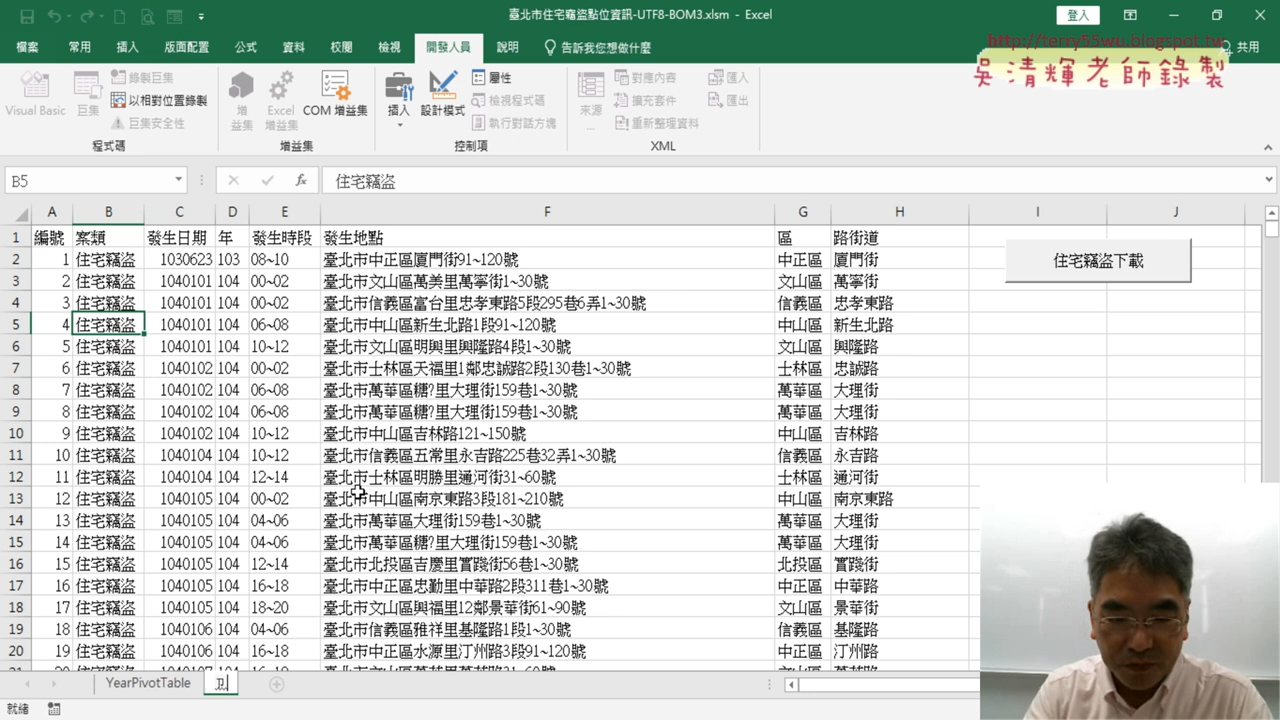 臺北市住宅竊盜點位資訊-UTF8-BOM3.xlsm - Excel
登入
檔案 常用 插入 版面配置 公式 資料 校閱 檢視 開發人員 說明 告訴我您想做什麼 共用
http://terry55wu.blogspot.tw
吳清輝老師錄製
Visual Basic 巨集 錄製巨集 以相對位置錄製 巨集安全性
增益集 Excel 增益集 COM 增益集
插入 設計模式 屬性 檢視程式碼 執行對話方塊
來源 ... 對應內容 擴充套件 重新整理資料 匯入 匯出
程式碼 增益集 控制項 XML
B5 fx 住宅竊盜
A B C D E F G H I J
1 編號 案類 發生日期 年 發生時段 發生地點 區 路街道
2 1 住宅竊盜 1030623 103 08~10 臺北市中正區廈門街91~120號 中正區 廈門街
3 2 住宅竊盜 1040101 104 00~02 臺北市文山區萬美里萬寧街1~30號 文山區 萬寧街
4 3 住宅竊盜 1040101 104 00~02 臺北市信義區富台里忠孝東路5段295巷6弄1~30號 信義區 忠孝東路
5 4 住宅竊盜 1040101 104 06~08 臺北市中山區新生北路1段91~120號 中山區 新生北路
6 5 住宅竊盜 1040101 104 10~12 臺北市文山區明興里興隆路4段1~30號 文山區 興隆路
7 6 住宅竊盜 1040102 104 00~02 臺北市士林區天福里1鄰忠誠路2段130巷1~30號 士林區 忠誠路
8 7 住宅竊盜 1040102 104 06~08 臺北市萬華區糖?里大理街159巷1~30號 萬華區 大理街
9 8 住宅竊盜 1040102 104 06~08 臺北市萬華區糖?里大理街159巷1~30號 萬華區 大理街
10 9 住宅竊盜 1040102 104 10~12 臺北市中山區吉林路121~150號 中山區 吉林路
11 10 住宅竊盜 1040104 104 10~12 臺北市信義區五常里永吉路225巷32弄1~30號 信義區 永吉路
12 11 住宅竊盜 1040104 104 12~14 臺北市士林區明勝里通河街31~60號 士林區 通河街
13 12 住宅竊盜 1040105 104 00~02 臺北市中山區南京東路3段181~210號 中山區 南京東路
14 13 住宅竊盜 1040105 104 04~06 臺北市萬華區大理街159巷1~30號 萬華區 大理街
15 14 住宅竊盜 1040105 104 04~06 臺北市萬華區糖?里大理街159巷1~30號 萬華區 大理街
16 15 住宅竊盜 1040105 104 12~14 臺北市北投區吉慶里實踐街56巷1~30號 北投區 實踐街
17 16 住宅竊盜 1040105 104 16~18 臺北市中正區忠勤里中華路2段311巷1~30號 中正區 中華路
18 17 住宅竊盜 1040105 104 18~20 臺北市文山區興福里12鄰景華街61~90號 文山區 景華街
19 18 住宅竊盜 1040106 104 04~06 臺北市信義區雅祥里基隆路1段1~30號 信義區 基隆路
20 19 住宅竊盜 1040106 104 16~18 臺北市中正區水源里汀州路3段91~120號 中正區 汀州路
住宅竊盜下載
YearPivotTable
就緒